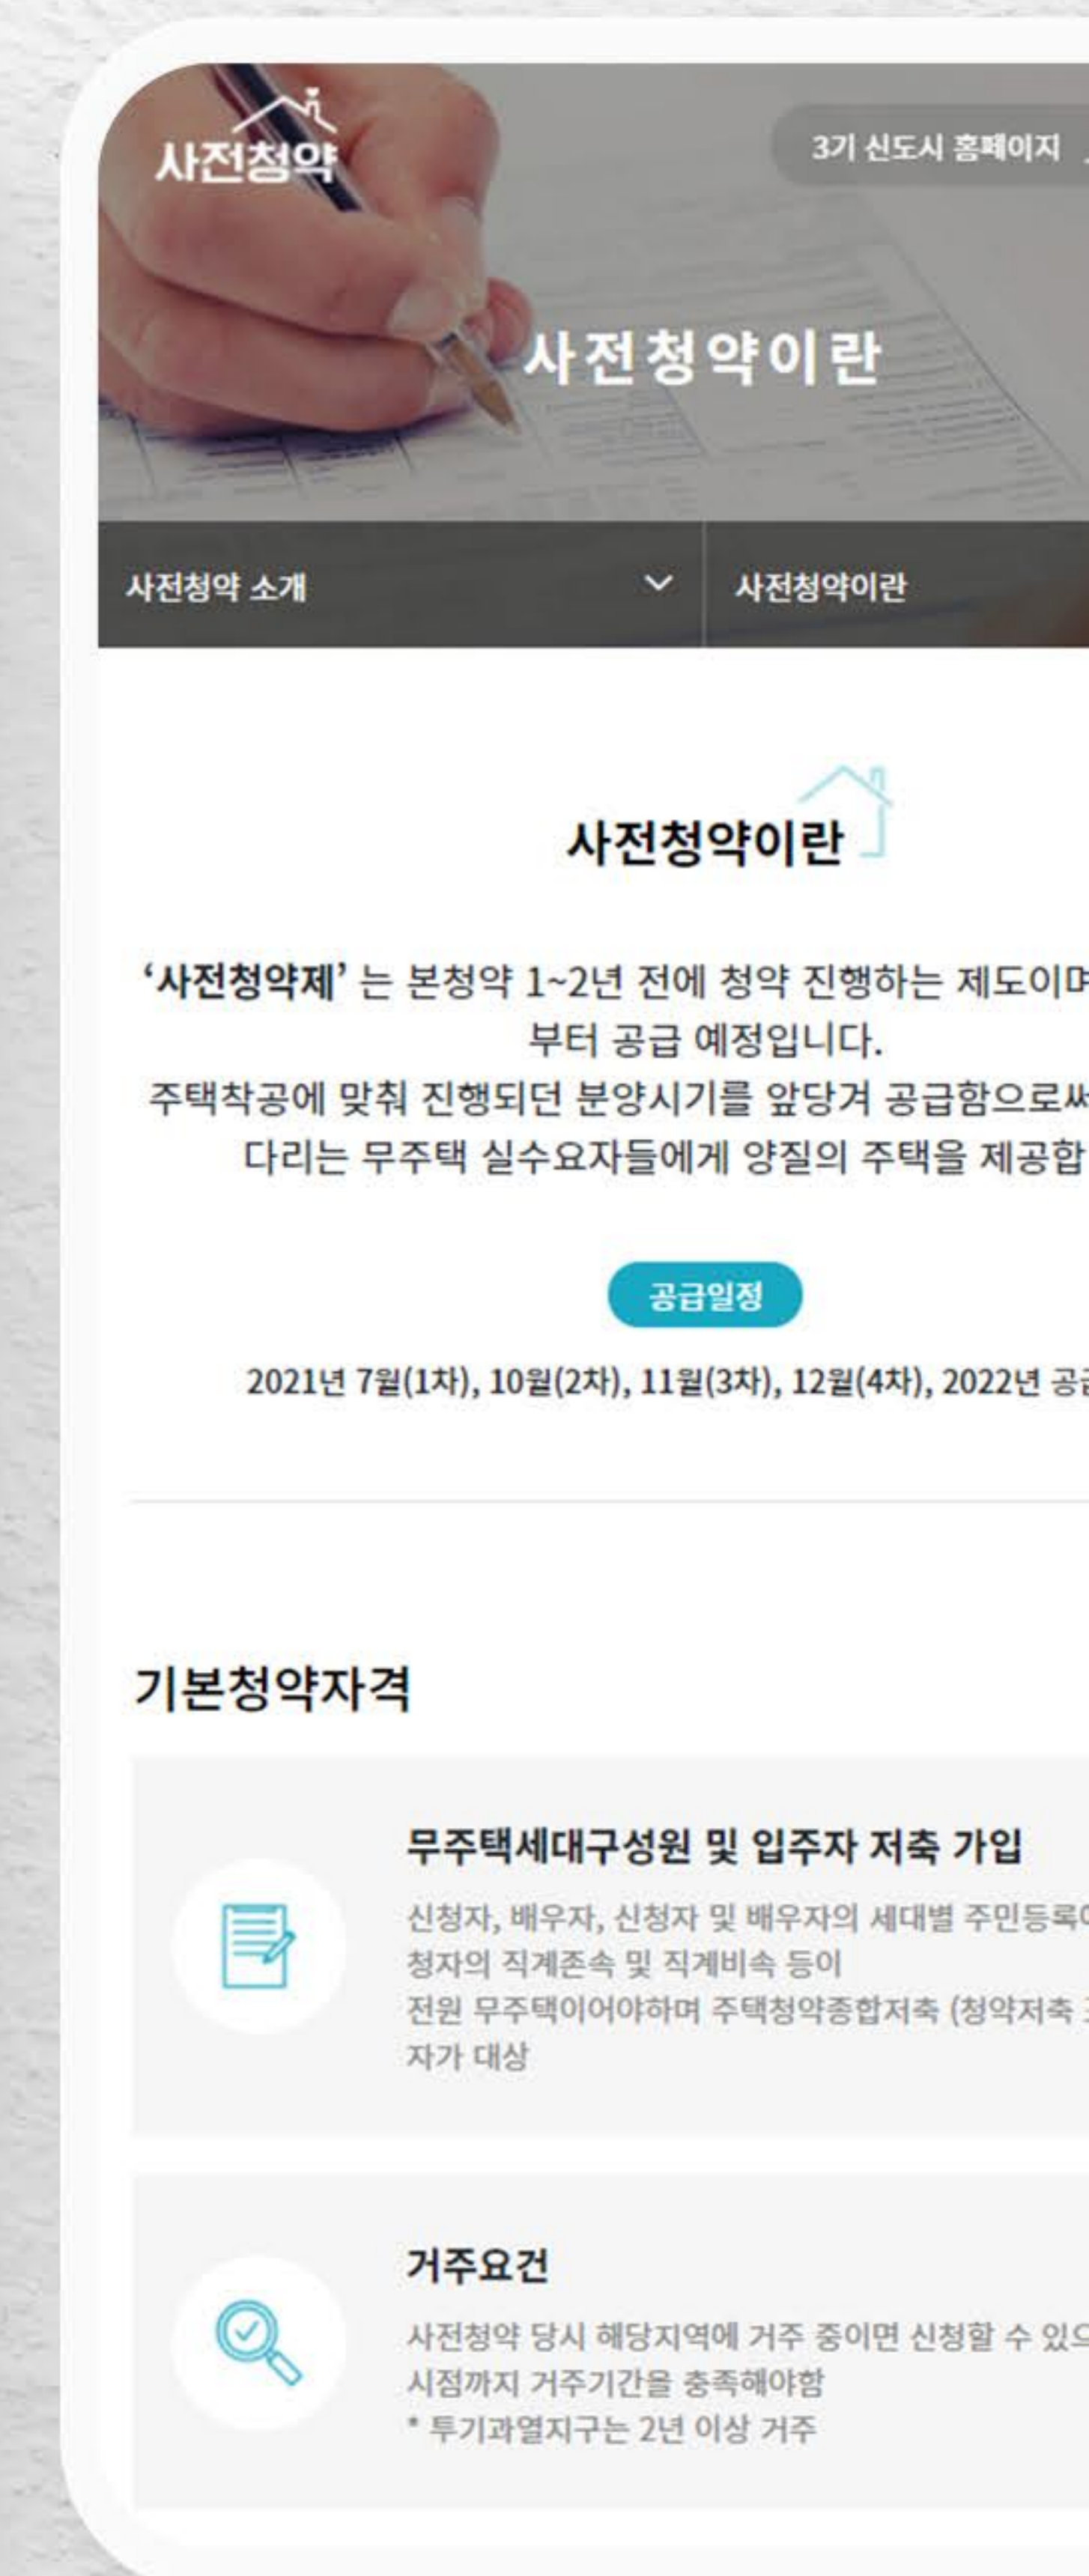 사전청약
3기 신도시 홈페이지
사전청약이란
사전청약 소개
사전청약이란
사전청약이란
‘사전청약제’ 는 본청약 1~2년 전에 청약 진행하는 제도이며
부터 공급 예정입니다.
주택착공에 맞춰 진행되던 분양시기를 앞당겨 공급함으로써
다리는 무주택 실수요자들에게 양질의 주택을 제공합
공급일정
2021년 7월(1차), 10월(2차), 11월(3차), 12월(4차), 2022년
기본청약자격
무주택세대구성원 및 입주자 저축 가입
신청자, 배우자, 신청자 및 배우자의 세대별 주민등록
청자의 직계존속 및 직계비속 등이
전원 무주택이어야하며 주택청약종합저축 (청약저축
자가 대상
거주요건
사전청약 당시 해당지역에 거주 중이면 신청할 수
시점까지 거주기간을 충족해야함
* 투기과열지구는 2년 이상 거주